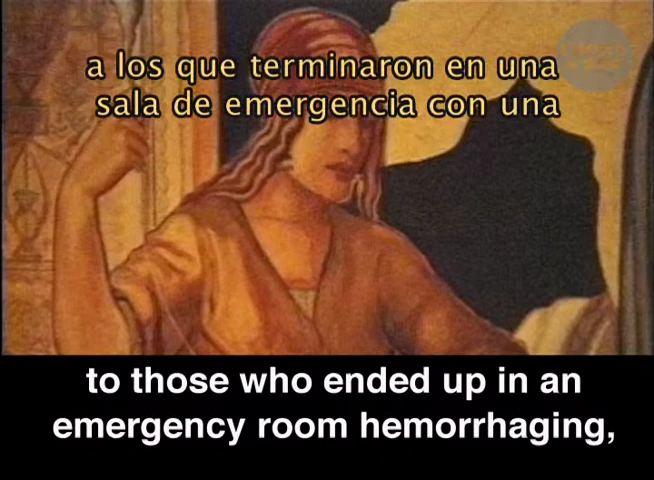 a los que terminaron en una
sala de emergencia con una
to those who ended up in an
emergency room hemorrhaging,